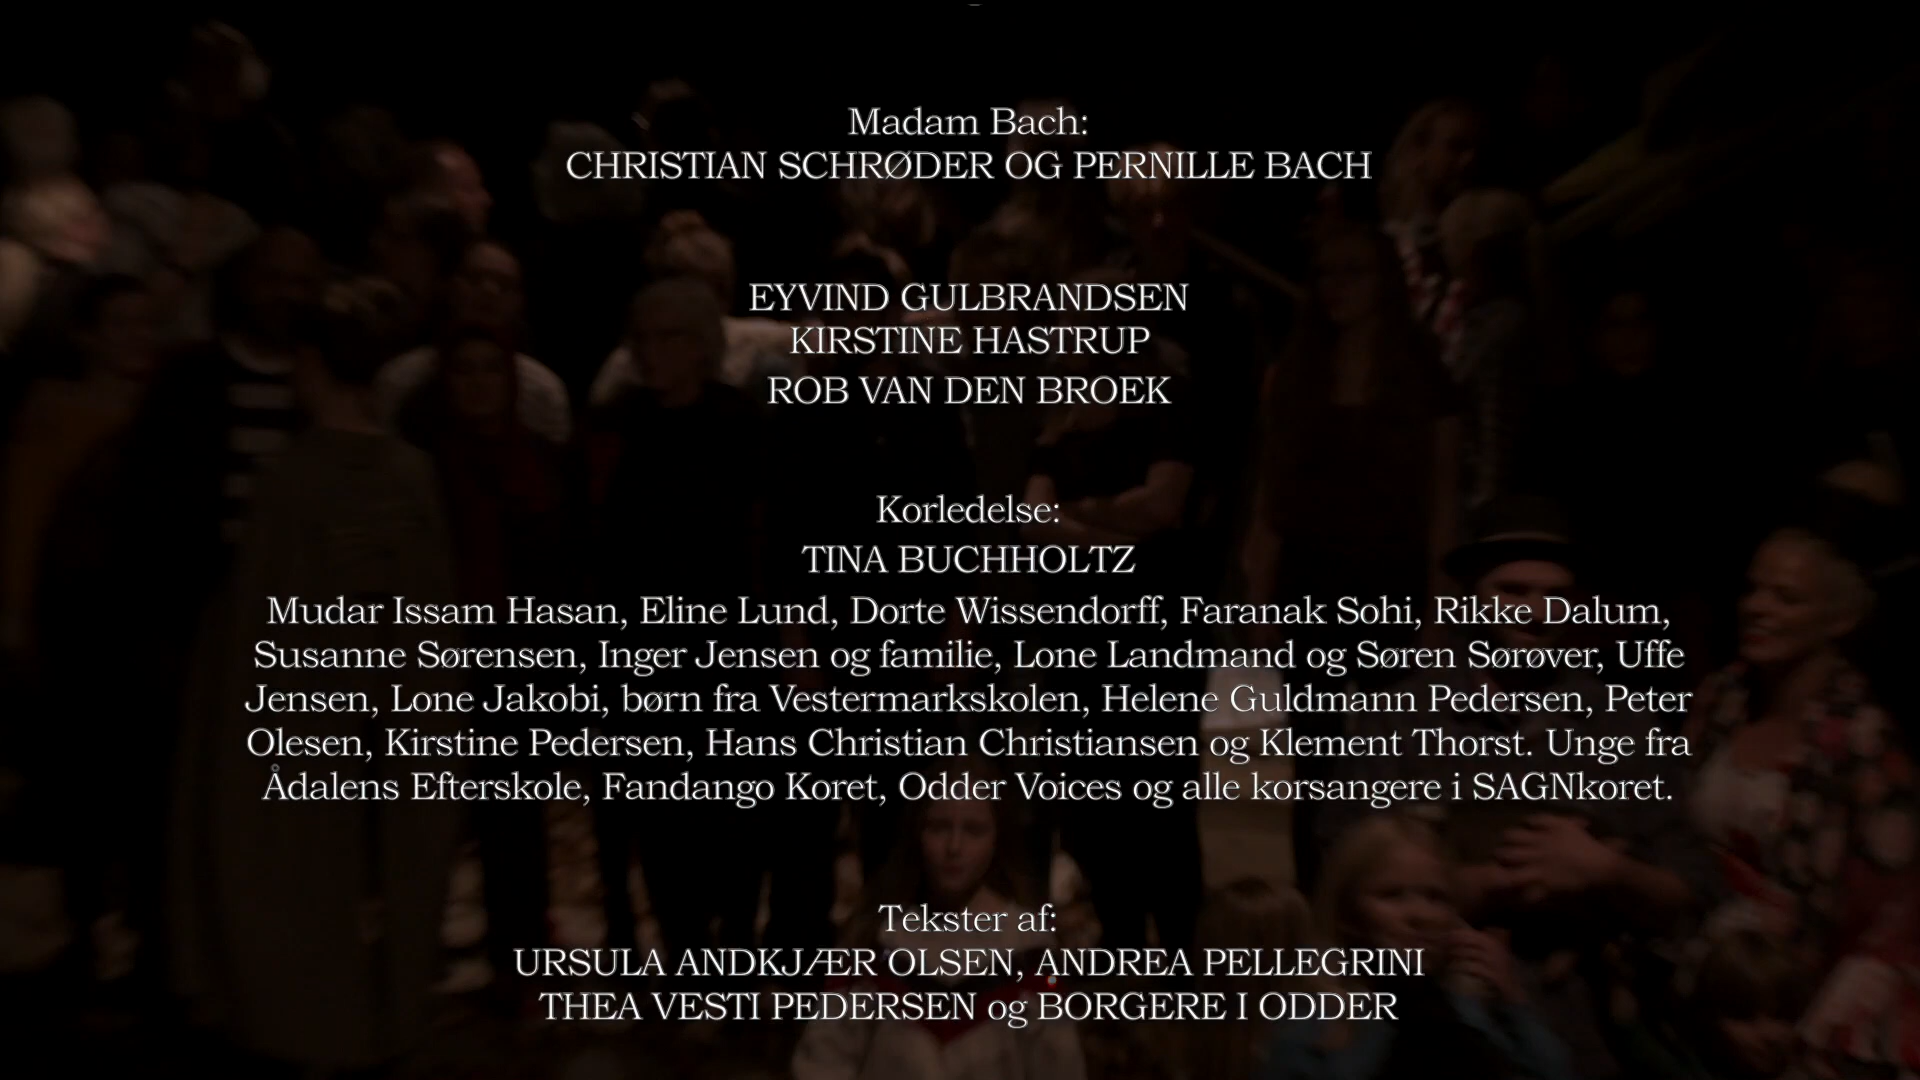 Madam Bach:
CHRISTIAN SCHRØDER OG PERNILLE BACH
EYVIND GULBRANDSEN
KIRSTINE HASTRUP
ROB VAN DEN BROEK
Korledelse:
TINA BUCHHOLTZ
Mudar Issam Hasan, Eline Lund, Dorte Wissendorff, Faranak Sohi, Rikke Dalum,
Susanne Sørensen, Inger Jensen og familie, Lone Landmand og Søren Sørøver, Uffe
Jensen, Lone Jakobi, børn fra Vestermarkskolen, Helene Guldmann Pedersen, Peter
Olesen, Kirstine Pedersen, Hans Christian Christiansen og Klement Thorst. Unge fra
Ådalens Efterskole, Fandango Koret, Odder Voices og alle korsangere i SAGNkoret.
Tekster af:
URSULA ANDKJÆR OLSEN, ANDREA PELLEGRINI
THEA VESTI PEDERSEN og BORGERE I ODDER